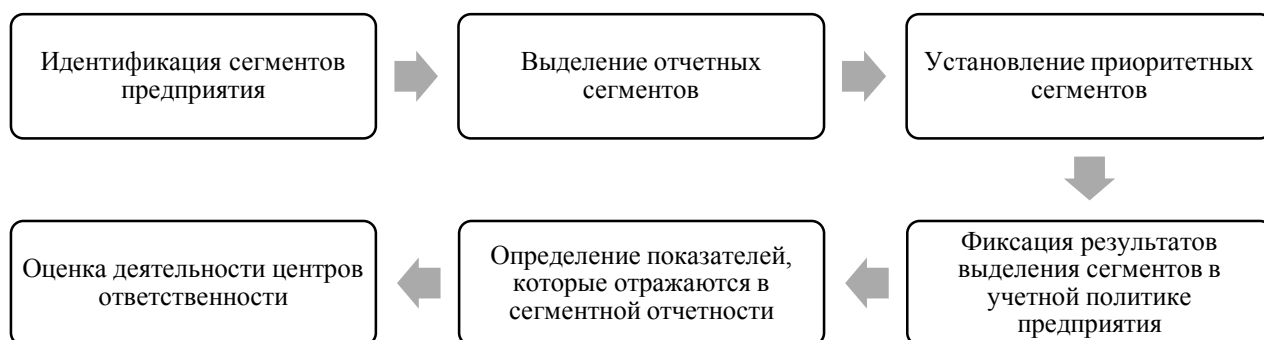 Идентификация сегментов
предприятия
Выделение отчетных
сегментов
Установление приоритетных
сегментов
Фиксация результатов
выделения сегментов в
учетной политике
предприятия
Определение показателей,
которые отражаются в
сегментной отчетности
Оценка деятельности центров
ответственности